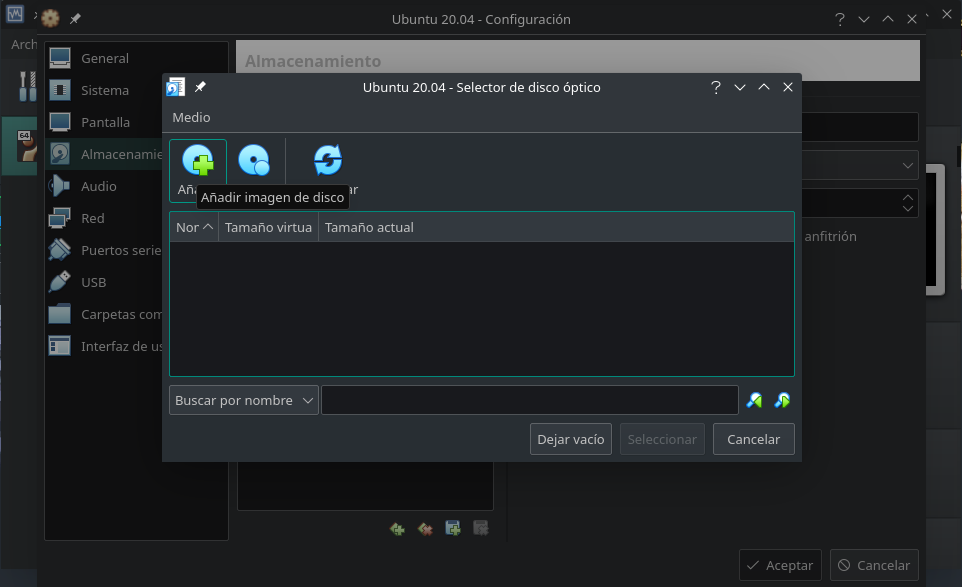 Ubuntu 20.04 - Configuración
Arch
General
Almacenamiento
Sistema
Ubuntu 20.04 - Selector de disco óptico
Medio
Pantalla
64
Almacenamie
Audio
Aña
ar
Añadir imagen de disco
Red
Nor
Tamaño virtua
Tamaño actual
anfitrión
Puertos serie
USB
Carpetas com
Interfaz de us
Buscar por nombre
Dejar vacío
Seleccionar
Cancelar
Aceptar
Cancelar